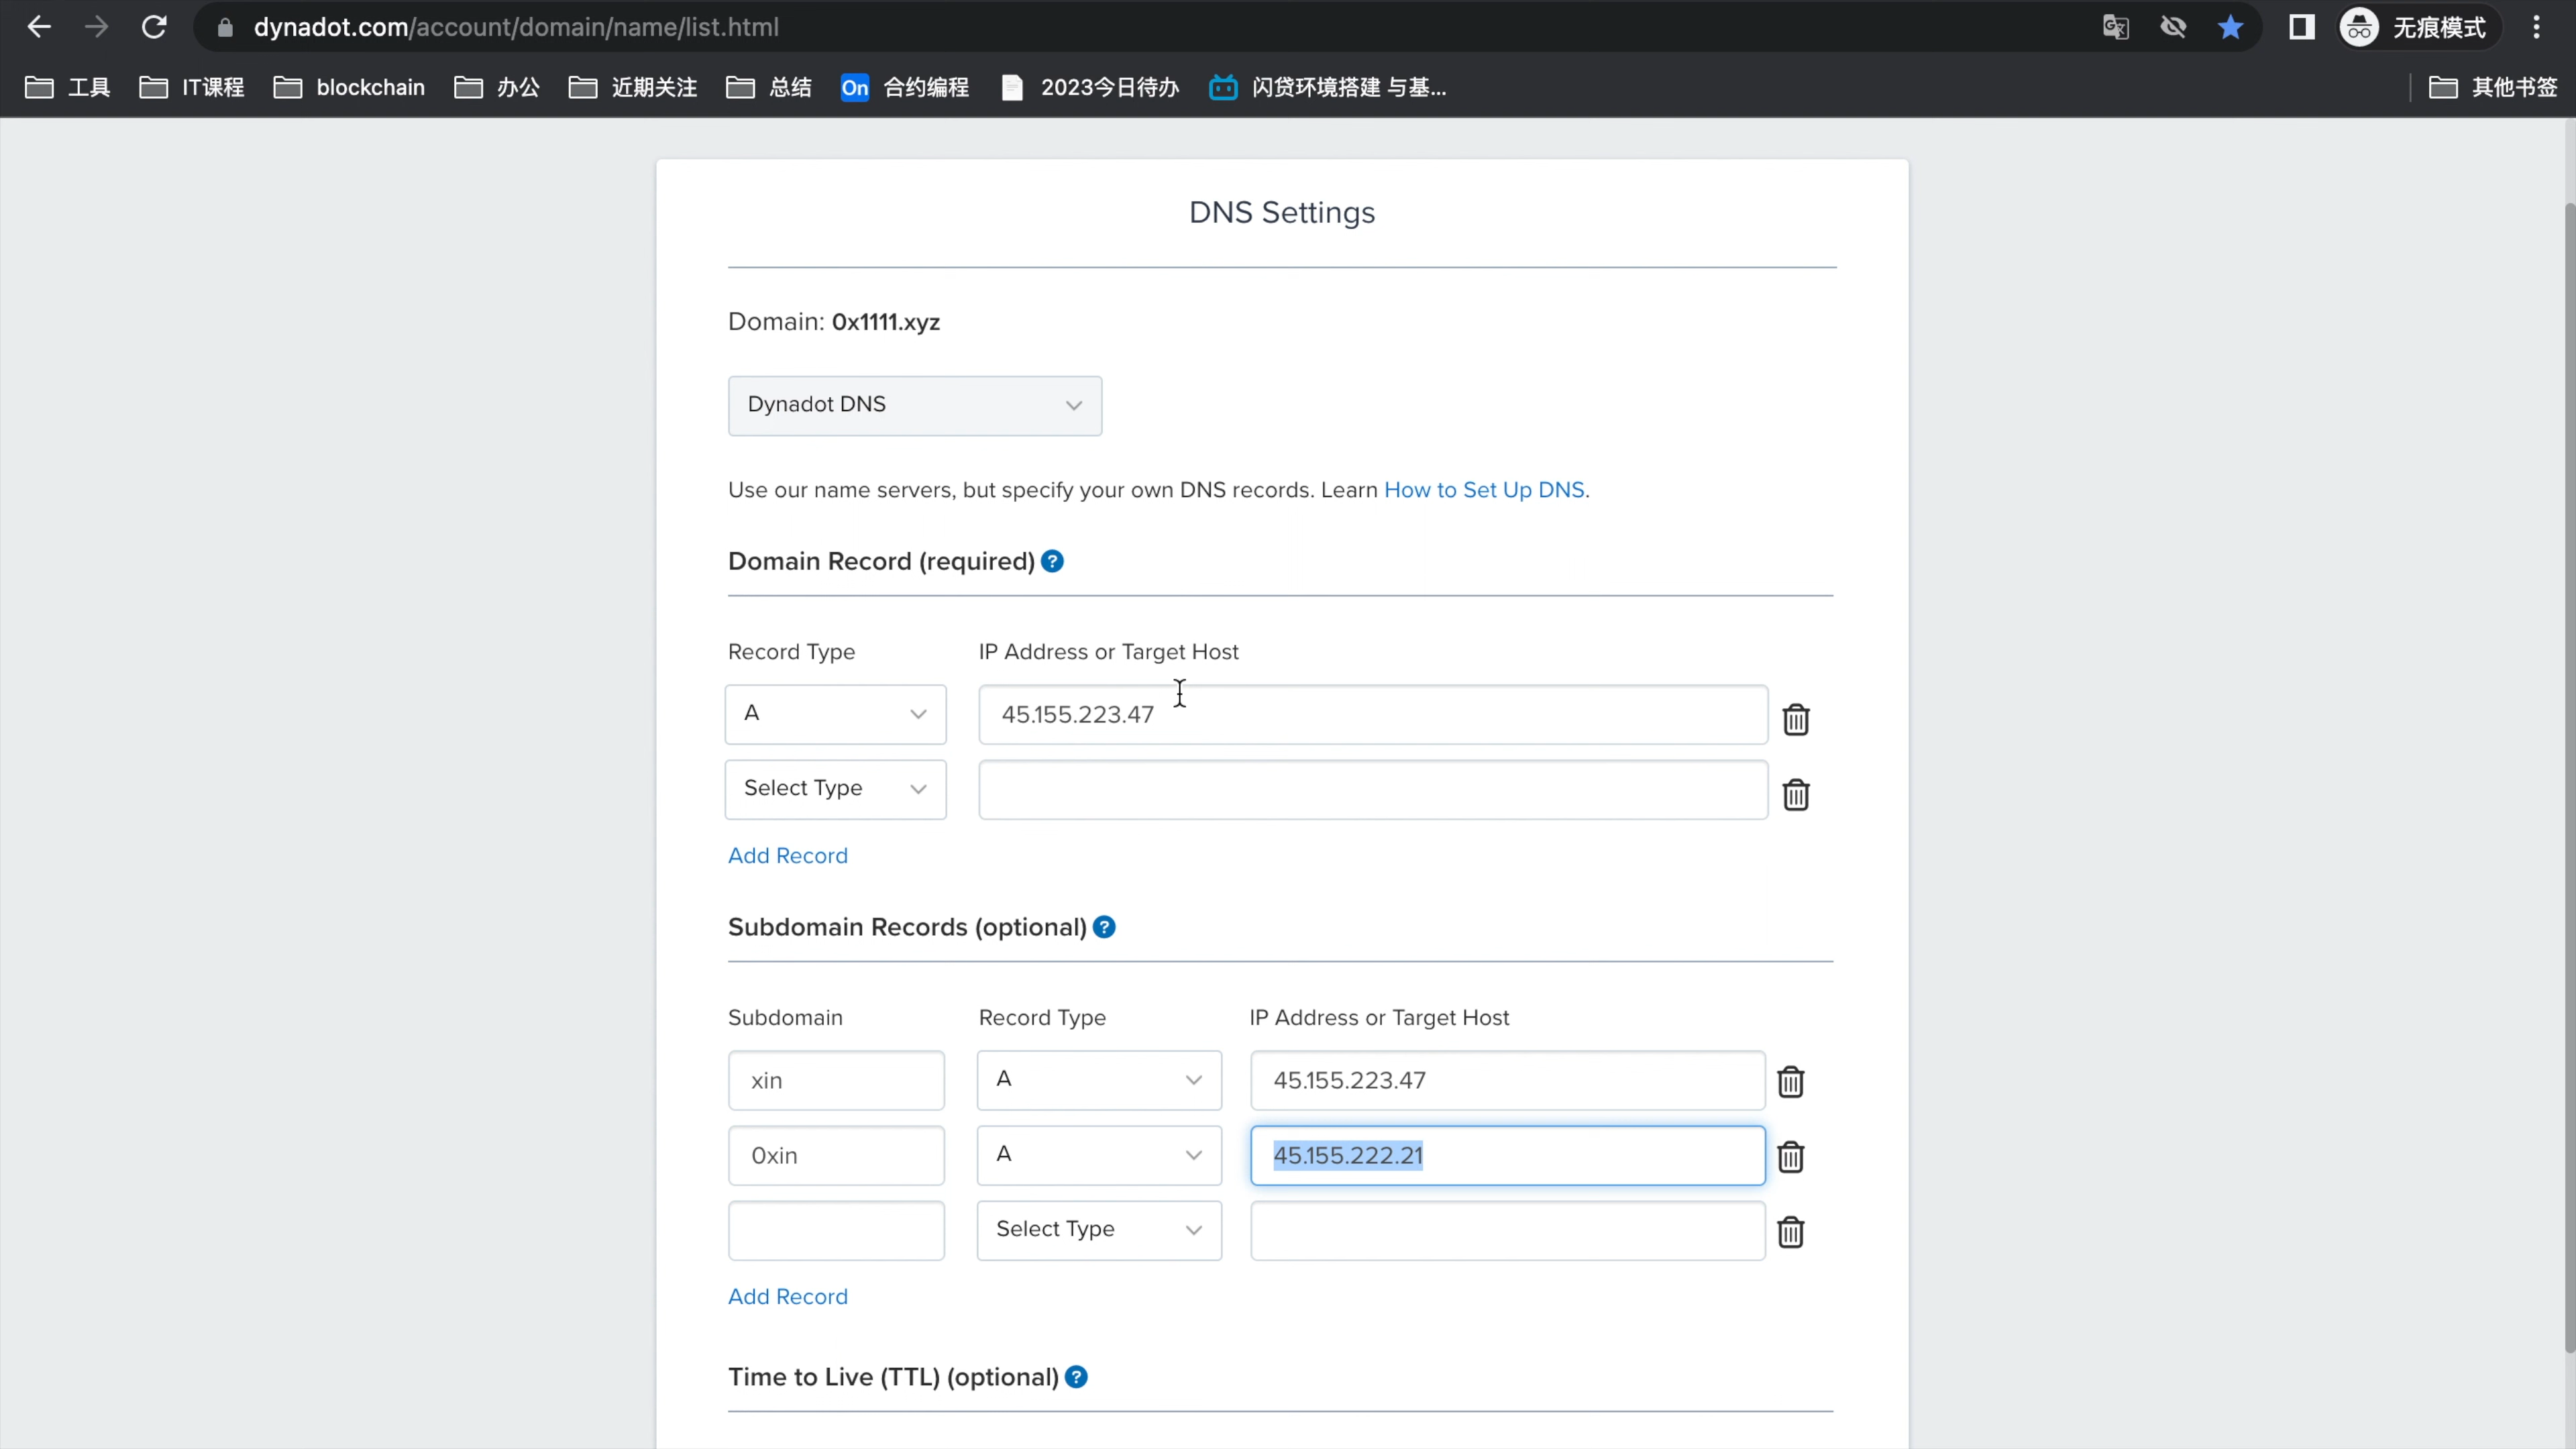 dynadot.com/account/domain/name/list.html 无痕模式
工具 IT课程 blockchain 办公 近期关注 总结 On 合约编程 2023今日待办 闪贷环境搭建 与基... 其他书签
DNS Settings
Domain: 0x1111.xyz
Dynadot DNS
Use our name servers, but specify your own DNS records. Learn How to Set Up DNS.
Domain Record (required) ?
Record Type IP Address or Target Host
A 45.155.223.47
Select Type
Add Record
Subdomain Records (optional) ?
Subdomain Record Type IP Address or Target Host
xin A 45.155.223.47
0xin A 45.155.222.21
Select Type
Add Record
Time to Live (TTL) (optional) ?